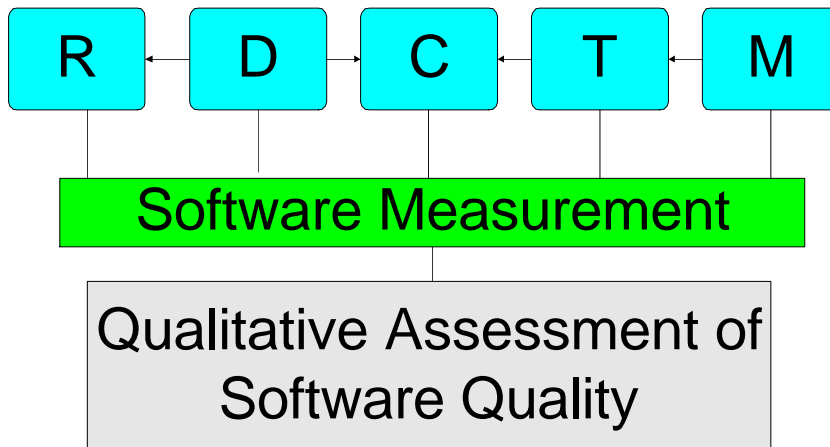 R D C T M
Software Measurement
Qualitative Assessment of
Software Quality